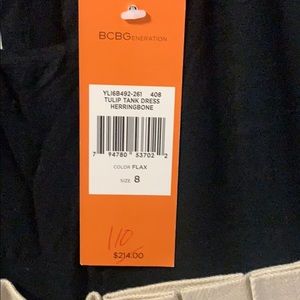 BCBGENERATION
YLI6B492-261 408
TULIP TANK DRESS
HERRINGBONE
7 94780 53702 2
COLOR FLAX
SIZE 8
110
$214.00